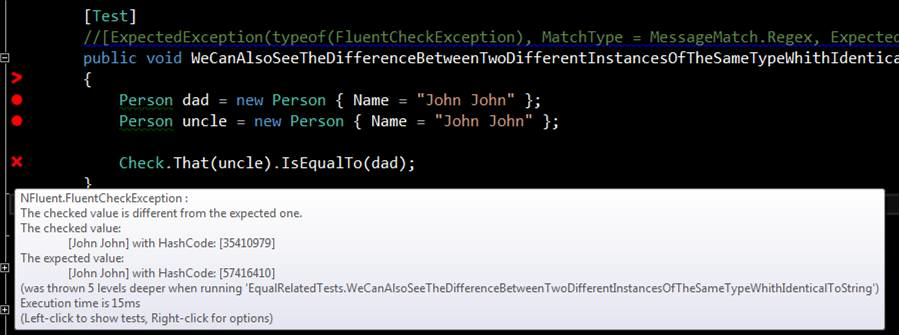 [Test]
//[ExpectedException(typeof(FluentCheckException), MatchType = MessageMatch.Regex, Expected
public void WeCanAlsoSeeTheDifferenceBetweenTwoDifferentInstancesOfTheSameTypeWhithIdentica
{
Person dad = new Person { Name = "John John" };
Person uncle = new Person { Name = "John John" };
Check.That(uncle).IsEqualTo(dad);
}
NFluent.FluentCheckException :
The checked value is different from the expected one.
The checked value:
[John John] with HashCode: [35410979]
The expected value:
[John John] with HashCode: [57416410]
(was thrown 5 levels deeper when running 'EqualRelatedTests.WeCanAlsoSeeTheDifferenceBetweenTwoDifferentInstancesOfTheSameTypeWhithIdenticalToString')
Execution time is 15ms
(Left-click to show tests, Right-click for options)